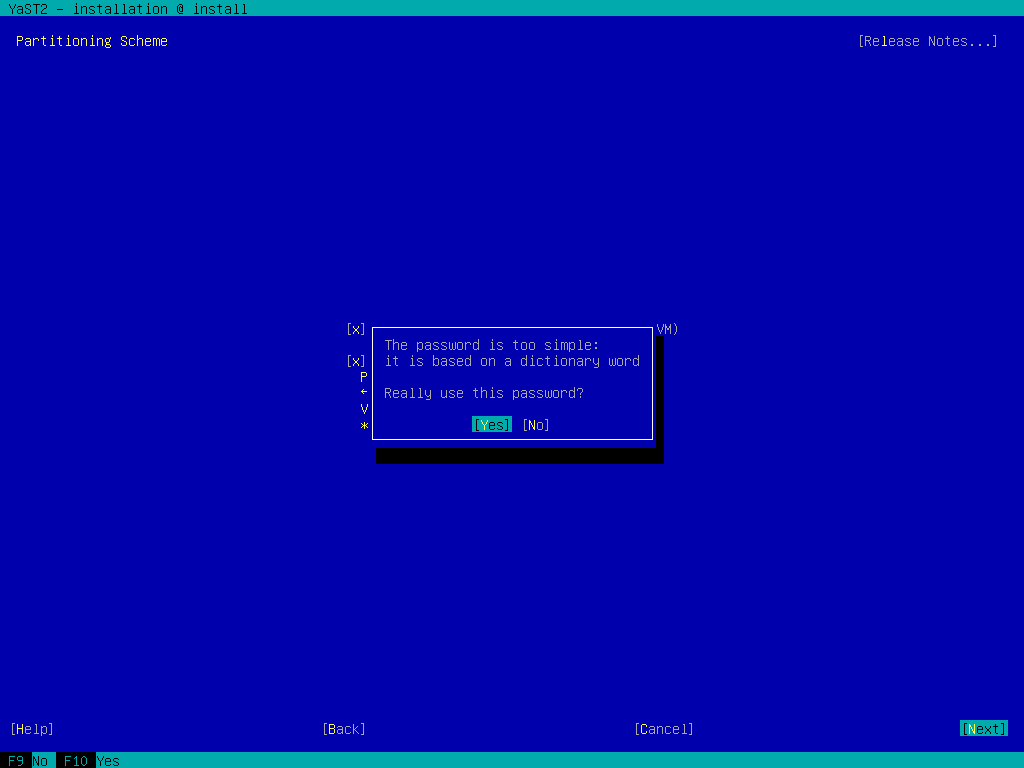 YaST2 - installation @ install
Partitioning Scheme
[Release Notes...]
[x]
VM)
The password is too simple:
[x]
it is based on a dictionary word
P
Really use this password?
V
*
[Yes] [No]
[Help]
[Back]
[Cancel]
[Next]
F9 No F10 Yes